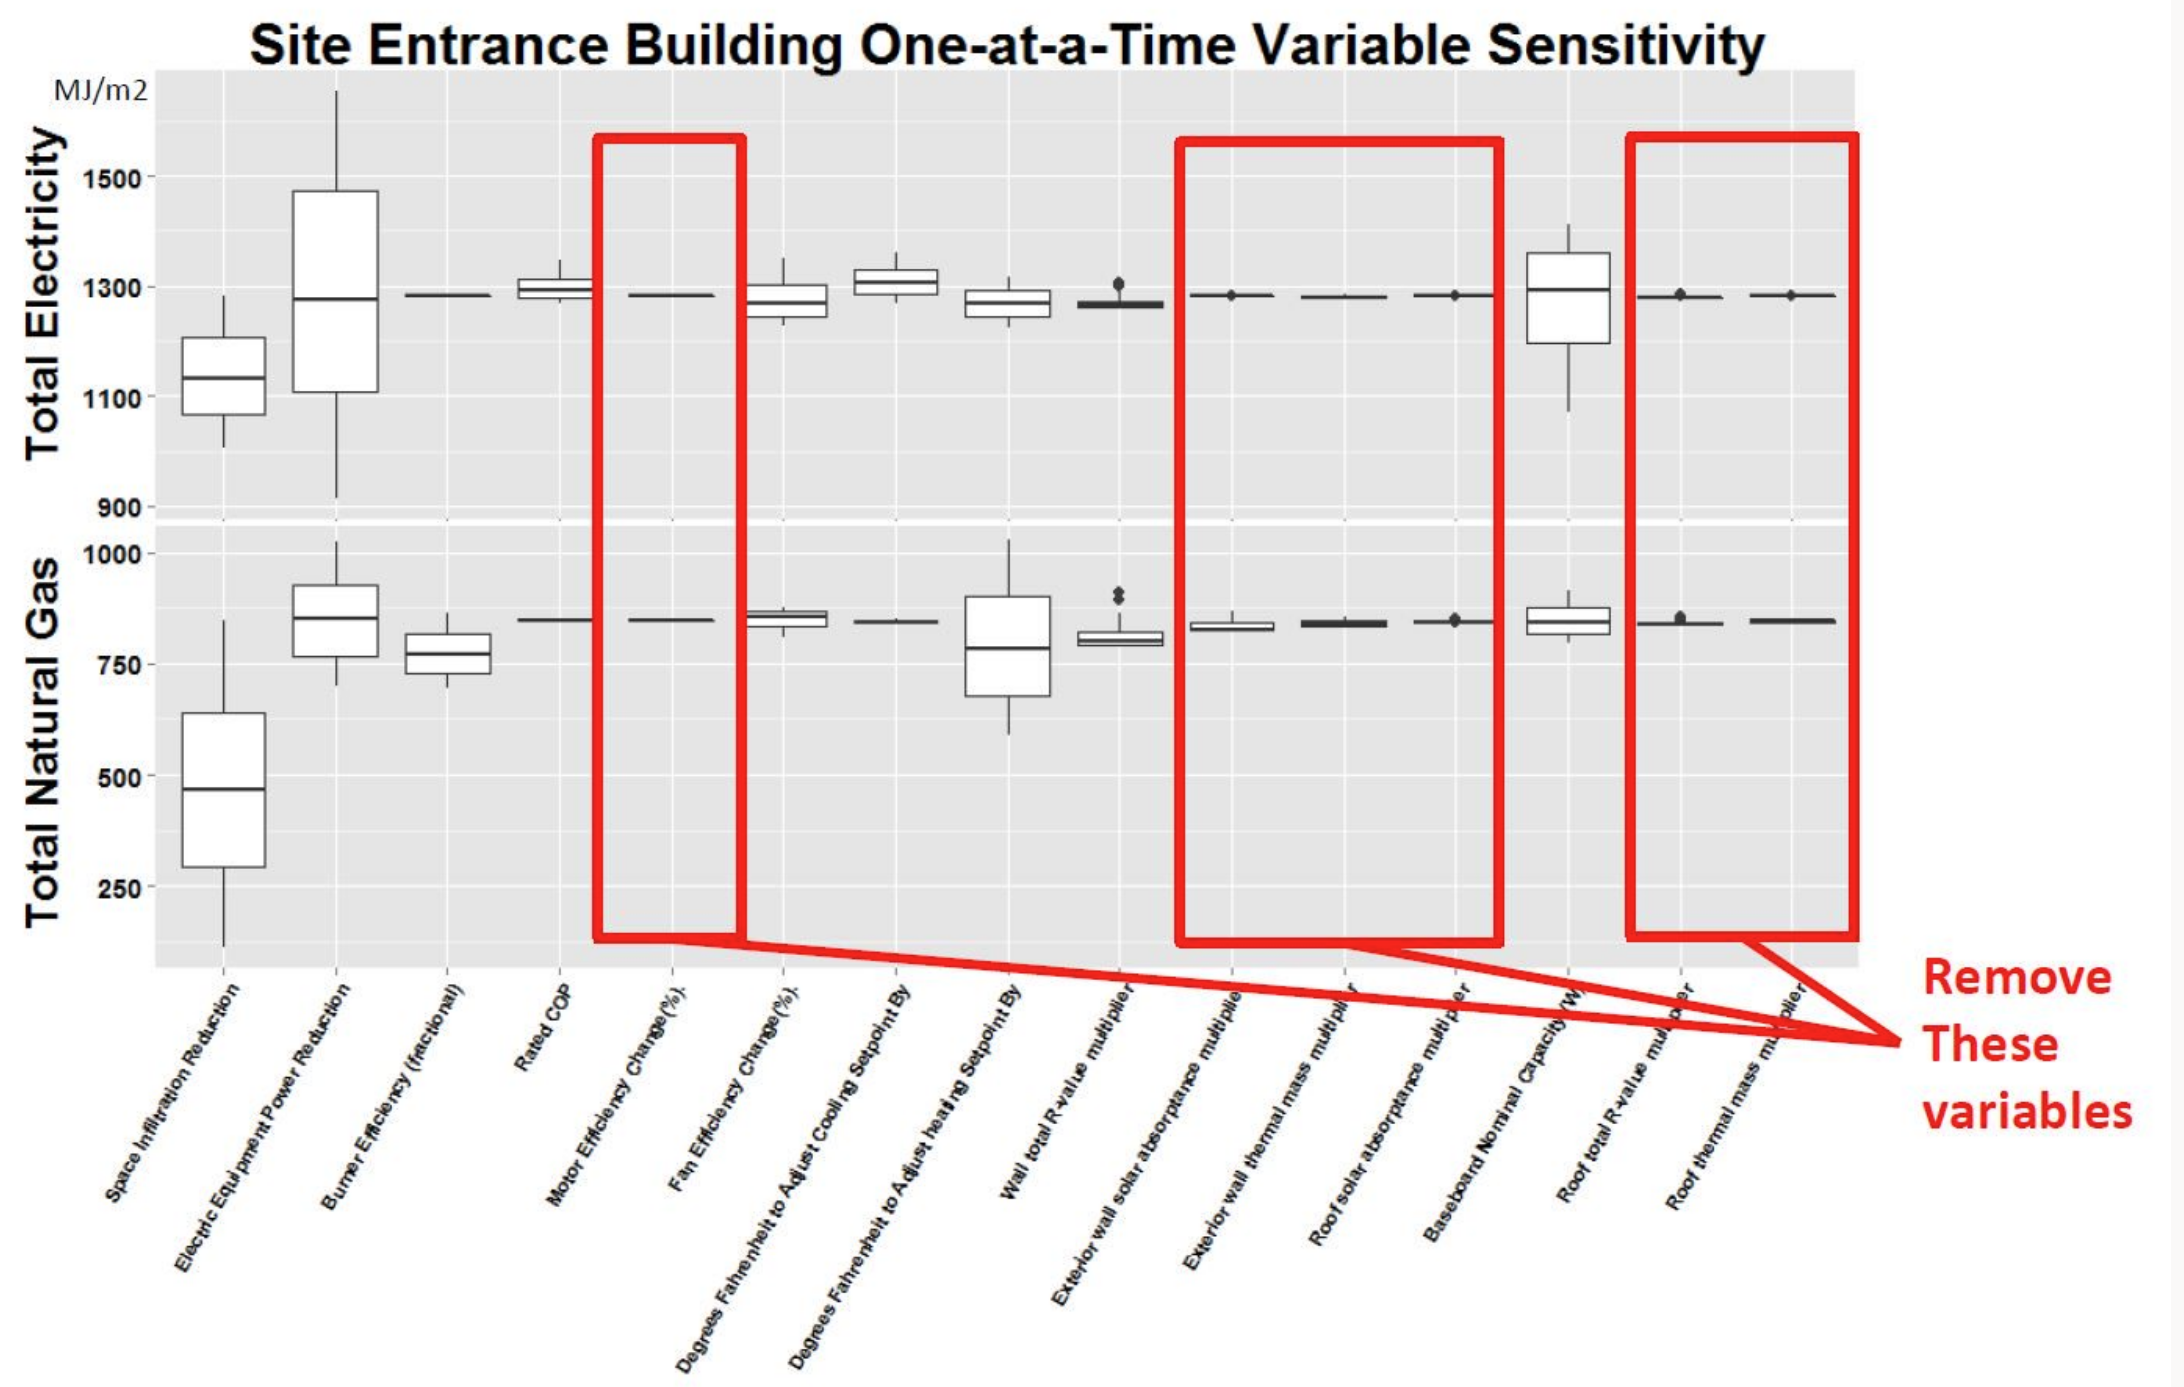 Site Entrance Building One-at-a-Time Variable Sensitivity
MJ/m2
Total Electricity
1500
1300
1100
900
Total Natural Gas
1000
750
500
250
Space Infiltration Reduction
Electric Equipment Power Reduction
Burner Efficiency (fractional)
Rated COP
Motor Efficiency Change(%).
Fan Efficiency Change(%).
Degrees Fahrenheit to Adjust Cooling Setpoint By
Degrees Fahrenheit to Adjust heating Setpoint By
Wall total R-value multiplier
Exterior wall solar absorptance multiplier
Exterior wall thermal mass multiplier
Roof solar absorptance multiplier
Baseboard Nominal Capacity (W)
Roof total R-value multiplier
Roof thermal mass multiplier
Remove
These
variables